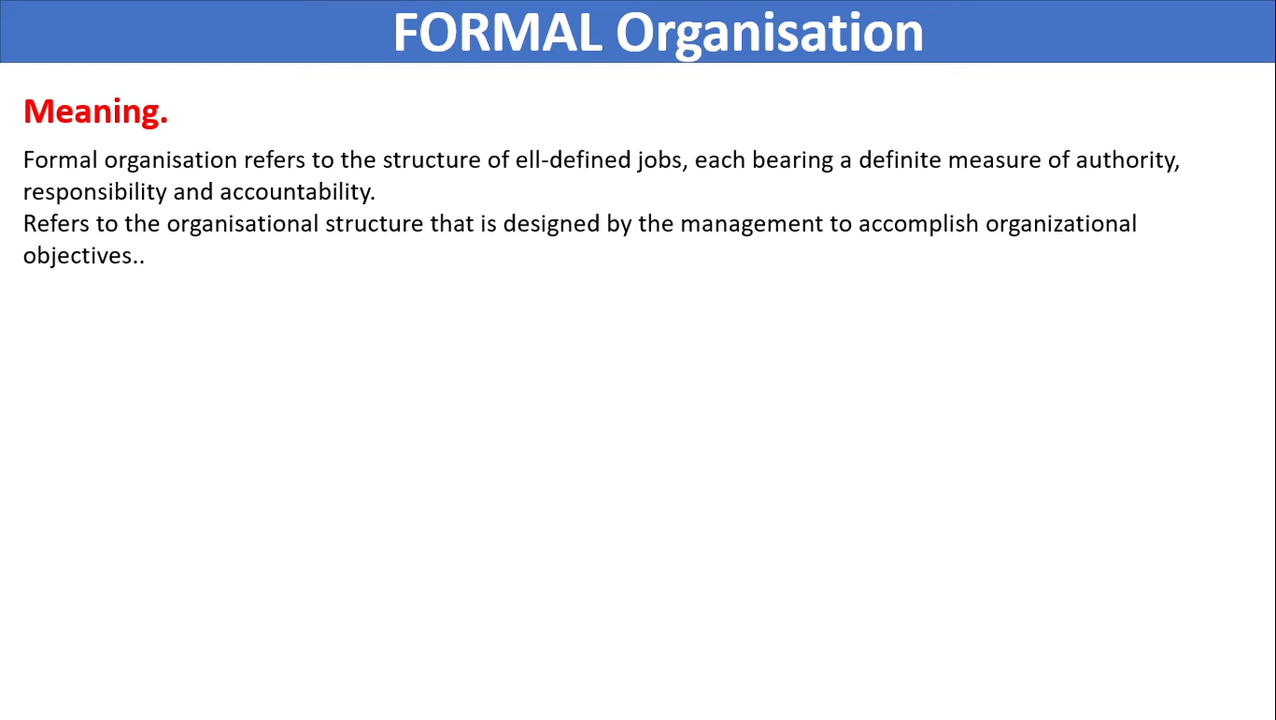 FORMAL Organisation
Meaning.
Formal organisation refers to the structure of ell-defined jobs, each bearing a definite measure of authority,
responsibility and accountability.
Refers to the organisational structure that is designed by the management to accomplish organizational
objectives..